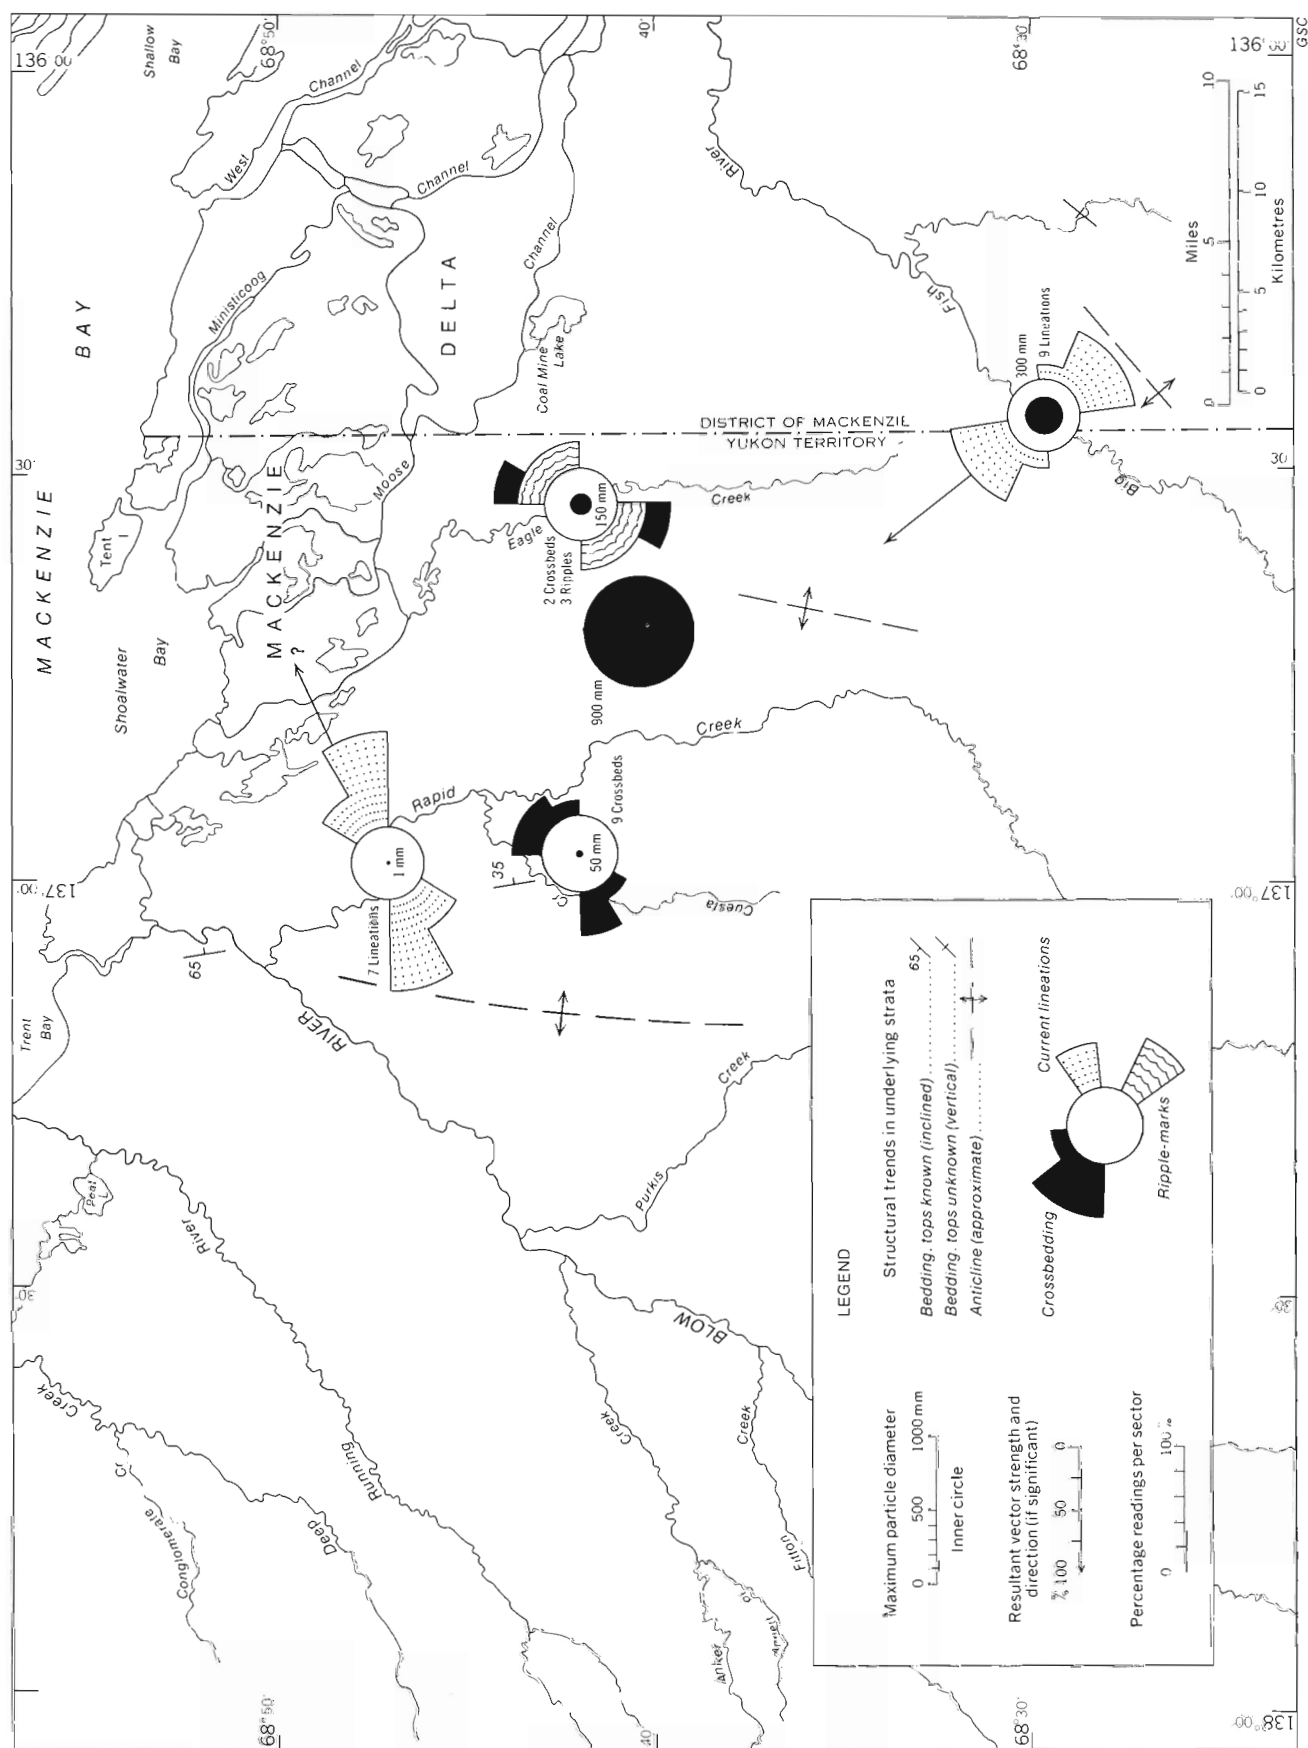 136 00
Shallow
Bay
68°50'
40'
68°30'
136°00'
GSC
Channel
West
Channel
BAY
Ministicoog
DELTA
Channel
River
Fish
Miles
0
5
10
Kilometres
0
5
10
15
Coal Mine
Lake
300 mm
9 Lineations
DISTRICT OF MACKENZIE
YUKON TERRITORY
30'
MACKENZIE
Tent
I
MACKENZIE
Moose
Eagle
Creek
150 mm
2 Crossbeds
3 Ripples
Big
30
Shoalwater
Bay
?
900 mm
Creek
Rapid
9 Crossbeds
1 mm
50 mm
35
Cr
Cuesta
7 Lineations
137°00'
137°00'
65
Trent
Bay
RIVER
Creek
Purkis
Peat
L
River
30'
30'
BLOW
Creek
Creek
Running
Creek
Cr
Conglomerate
Deep
Fitton
Anker
68°50'
40'
68°30'
138°00'
LEGEND
Maximum particle diameter
0
500
1000 mm
Inner circle
Resultant vector strength and
direction (if significant)
% 100
50
0
Percentage readings per sector
0
100 %
Structural trends in underlying strata
Bedding, tops known (inclined)
65
Bedding, tops unknown (vertical)
Anticline (approximate)
Crossbedding
Current lineations
Ripple-marks